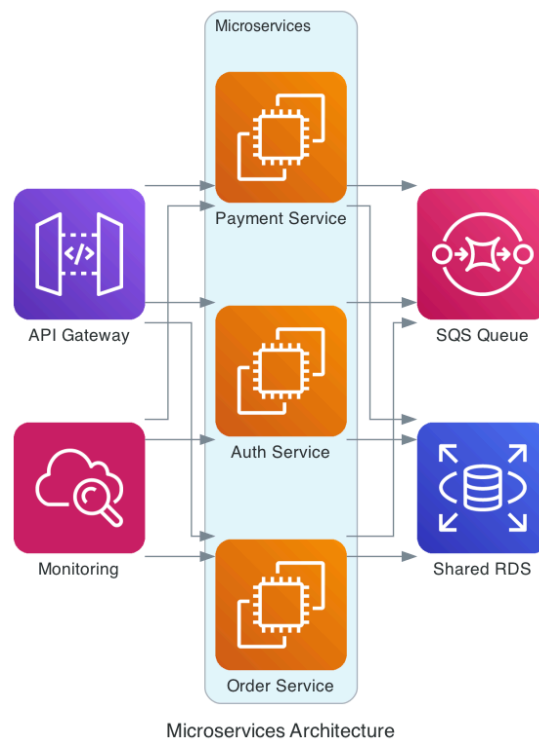 Microservices
Payment Service
API Gateway
</>
SQS Queue
Auth Service
Monitoring
Shared RDS
Order Service
Microservices Architecture